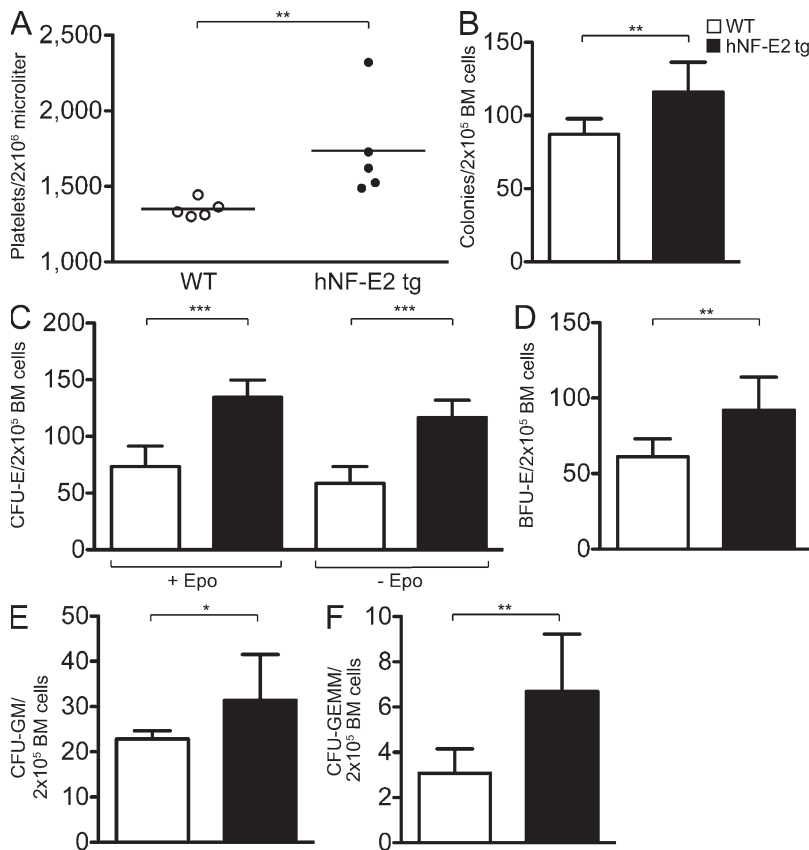 A
Platelets/2x10⁶ microliter
2,500
2,000
1,500
1,000
**
WT
hNF-E2 tg
B
WT
hNF-E2 tg
Colonies/2x10⁵ BM cells
150
100
50
0
**
C
CFU-E/2x10⁵ BM cells
200
150
100
50
0
***
***
+ Epo
- Epo
D
BFU-E/2x10⁵ BM cells
150
100
50
0
**
E
CFU-GM/
2x10⁵ BM cells
50
40
30
20
10
0
*
F
CFU-GEMM/
2x10⁵ BM cells
10
8
6
4
2
0
**